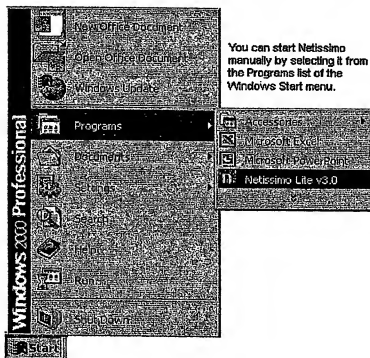 New Office Document
Open Office Document
Windows Update
Programs
Documents
Settings
Search
Help
Run...
Shut Down...
Windows 2000 Professional
Start
You can start Netissimo
manually by selecting it from
the Programs list of the
Windows Start menu.
Accessories
Microsoft Excel
Microsoft PowerPoint
Netissimo Lite v3.0